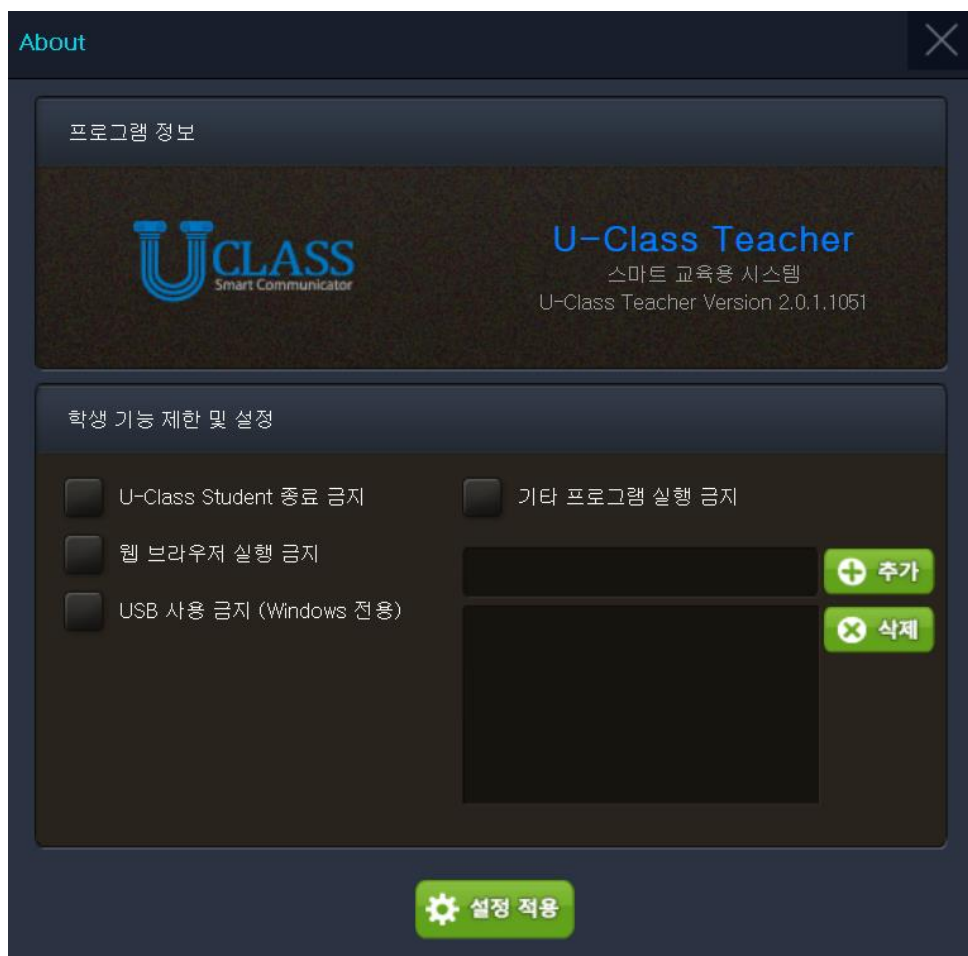 About
프로그램 정보
UCLASS
Smart Communicator
U-Class Teacher
스마트 교육용 시스템
U-Class Teacher Version 2.0.1.1051
학생 기능 제한 및 설정
U-Class Student 종료 금지
기타 프로그램 실행 금지
웹 브라우저 실행 금지
추가
USB 사용 금지 (Windows 전용)
삭제
설정 적용